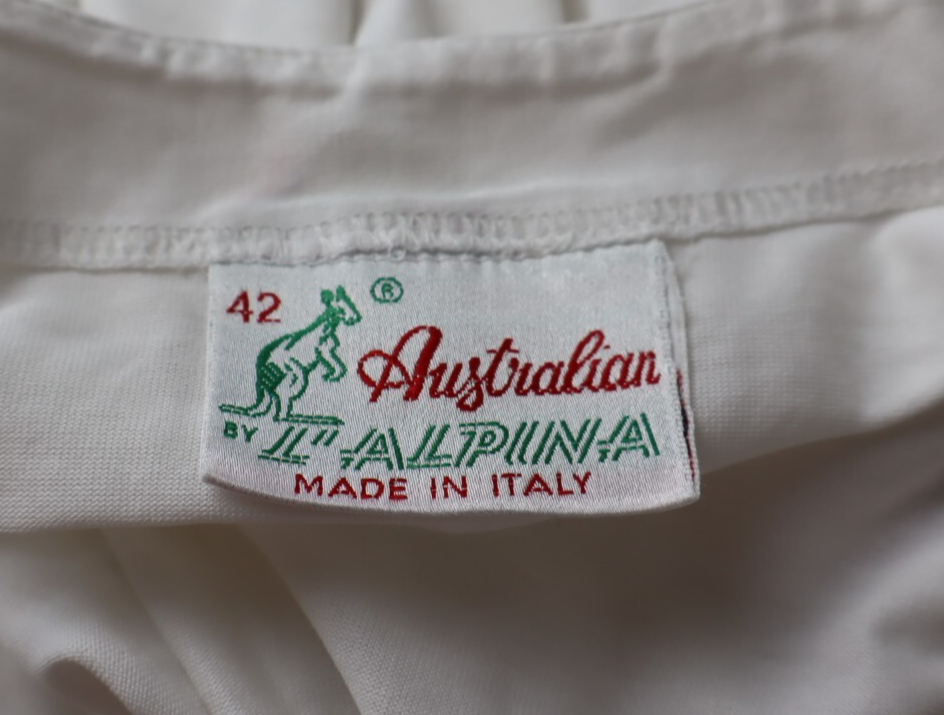 42 ®
Australian
BY L'ALPINA
MADE IN ITALY